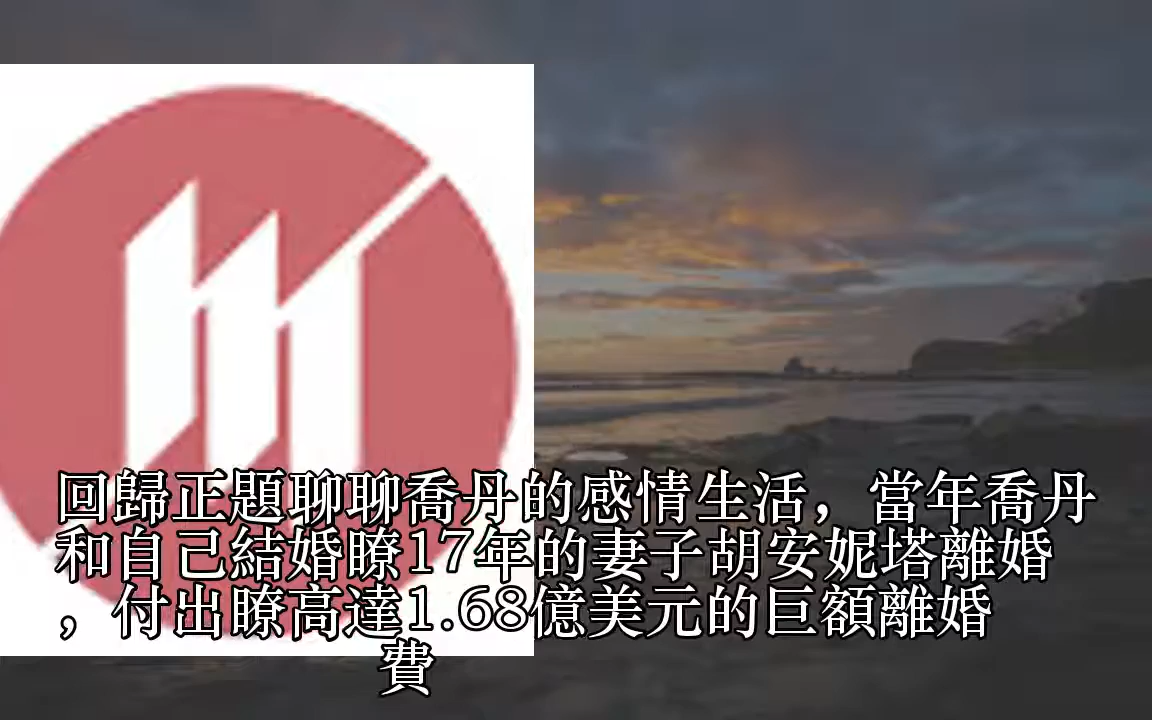 回歸正題聊聊喬丹的感情生活，當年喬丹
和自己結婚瞭17年的妻子胡安妮塔離婚
，付出瞭高達1.68億美元的巨額離婚
費